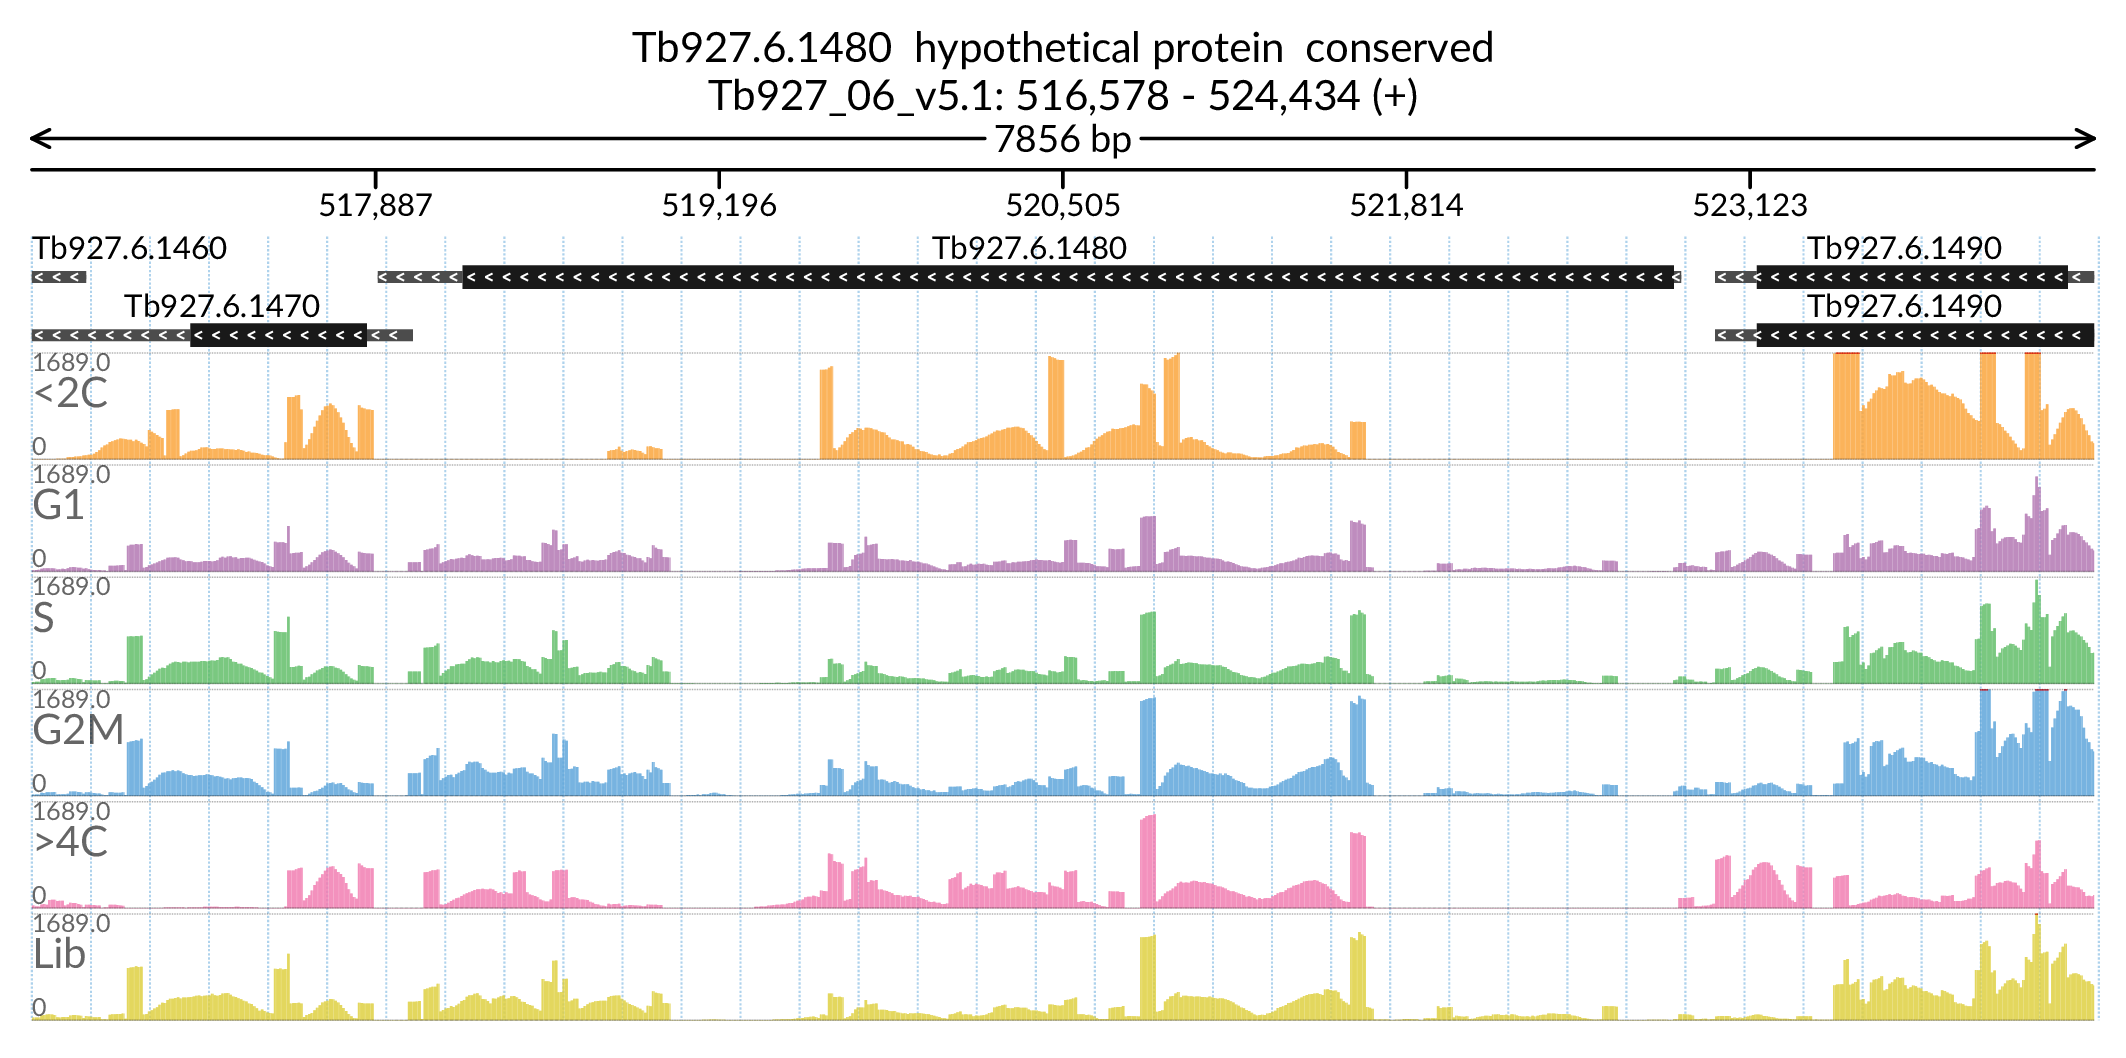 Tb927.6.1480 hypothetical protein conserved
Tb927_06_v5.1: 516,578 - 524,434 (+)
7856 bp
517,887 519,196 520,505 521,814 523,123
Tb927.6.1460 Tb927.6.1480 Tb927.6.1490
Tb927.6.1470 Tb927.6.1490
1689.0
<2C
0
1689.0
G1
0
1689.0
S
0
1689.0
G2M
0
1689.0
>4C
0
1689.0
Lib
0